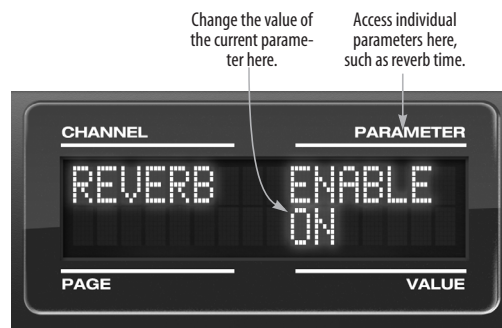 Change the value of
the current parame-
ter here.
Access individual
parameters here,
such as reverb time.
CHANNEL PARAMETER
REVERB ENABLE
ON
PAGE VALUE